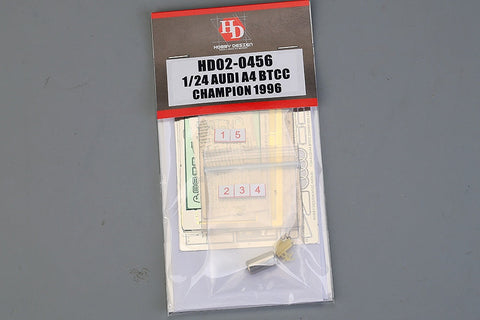 HD
HOBBY DESIGN
HD02-0456
1/24 AUDI A4 BTCC
CHAMPION 1996
1 5
2 3 4